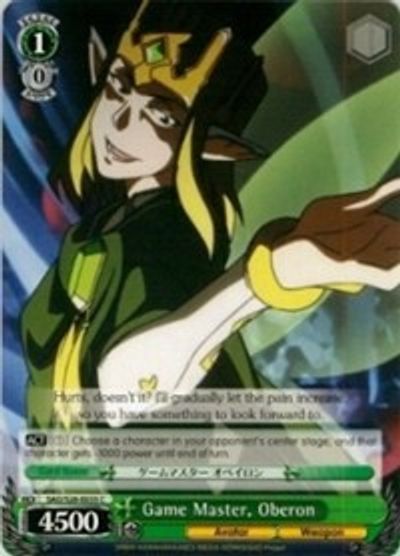 1
0
Hurts, doesn't it? I'll gradually let the pain increase
so you have something to look forward to.
ACT [(1)] Choose a character in your opponent's center stage, and that
character gets -1000 power until end of turn.
ゲームマスター オベイロン
4500
Game Master, Oberon
Avatar
Weapon